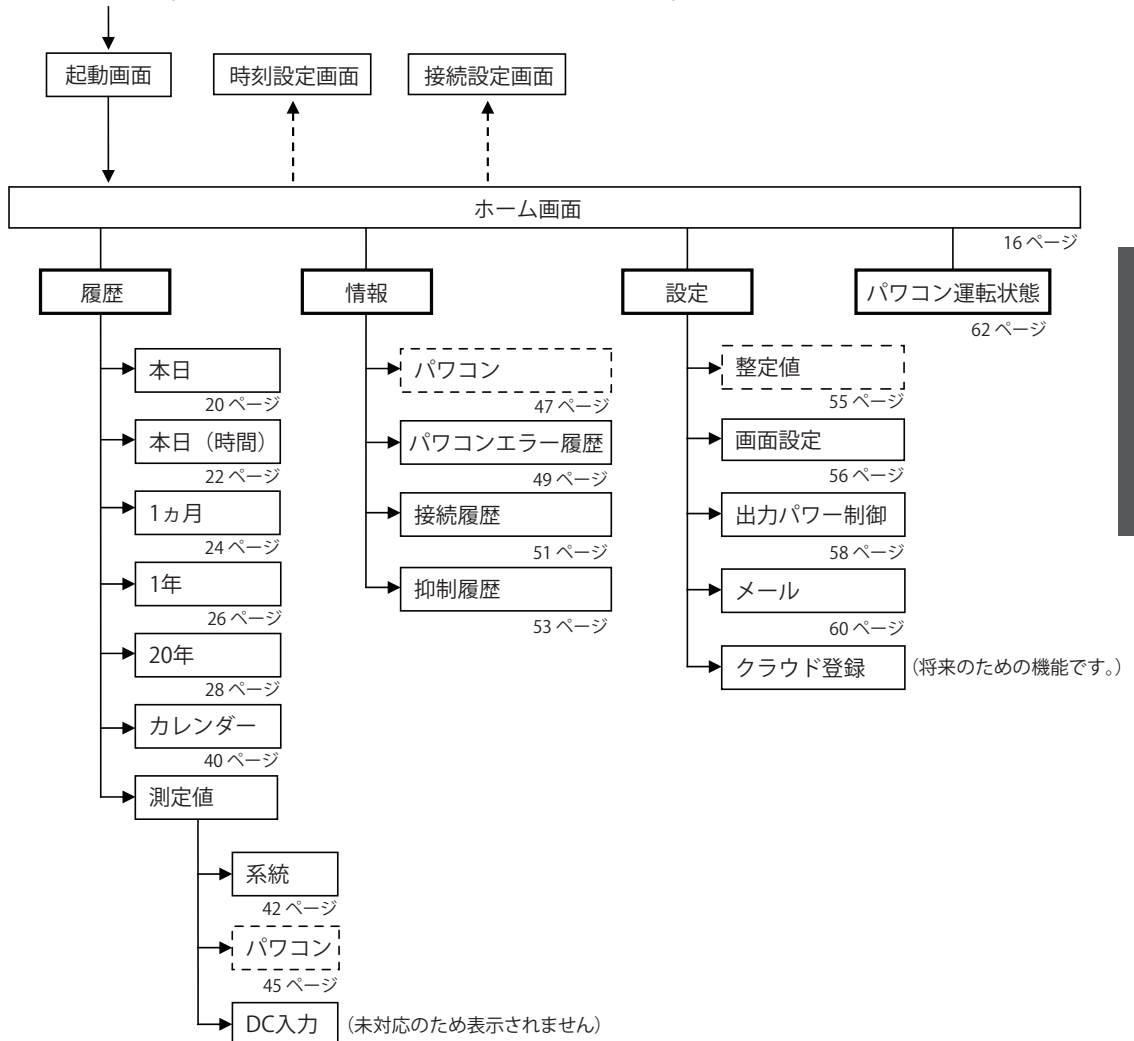 起動画面
時刻設定画面
接続設定画面
ホーム画面
16 ページ
履歴
本日
20 ページ
本日（時間）
22 ページ
1ヵ月
24 ページ
1年
26 ページ
20年
28 ページ
カレンダー
40 ページ
測定値
系統
42 ページ
パワコン
45 ページ
DC入力 （未対応のため表示されません）
情報
パワコン
47 ページ
パワコンエラー履歴
49 ページ
接続履歴
51 ページ
抑制履歴
53 ページ
設定
整定値
55 ページ
画面設定
56 ページ
出力パワー制御
58 ページ
メール
60 ページ
クラウド登録 （将来のための機能です。）
パワコン運転状態
62 ページ